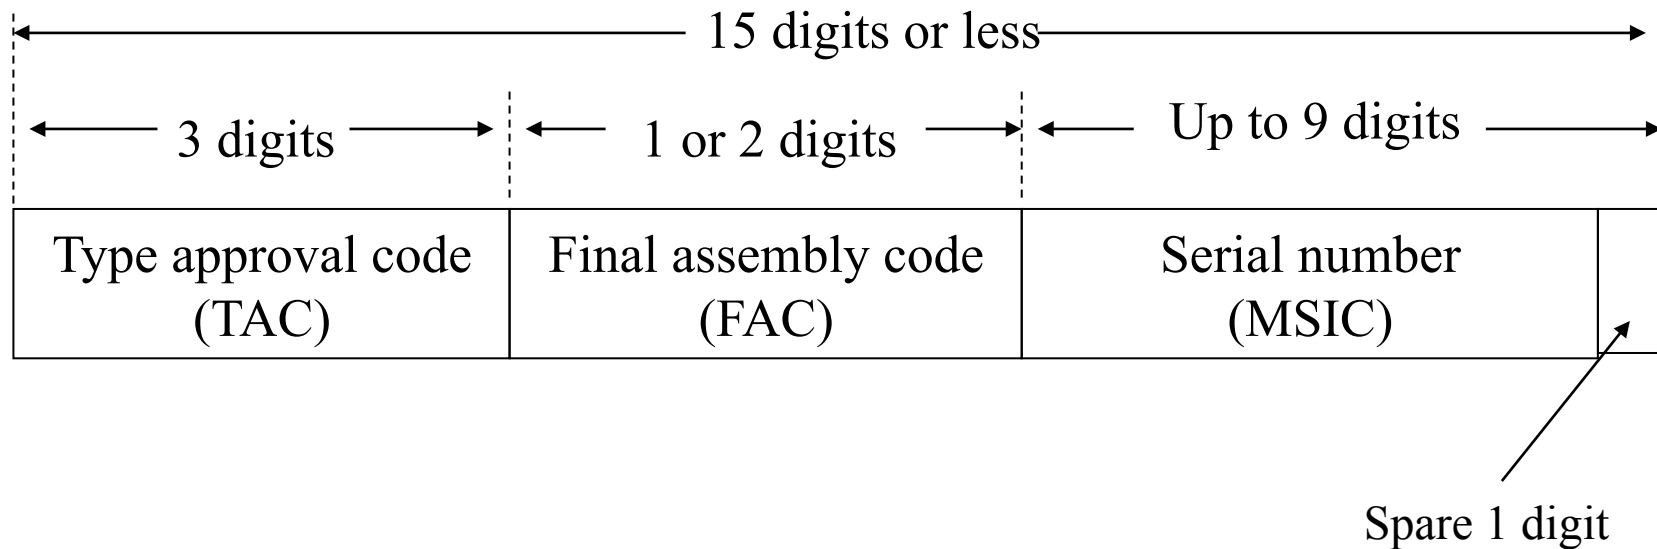 15 digits or less
3 digits
1 or 2 digits
Up to 9 digits
Type approval code
(TAC)
Final assembly code
(FAC)
Serial number
(MSIC)
Spare 1 digit